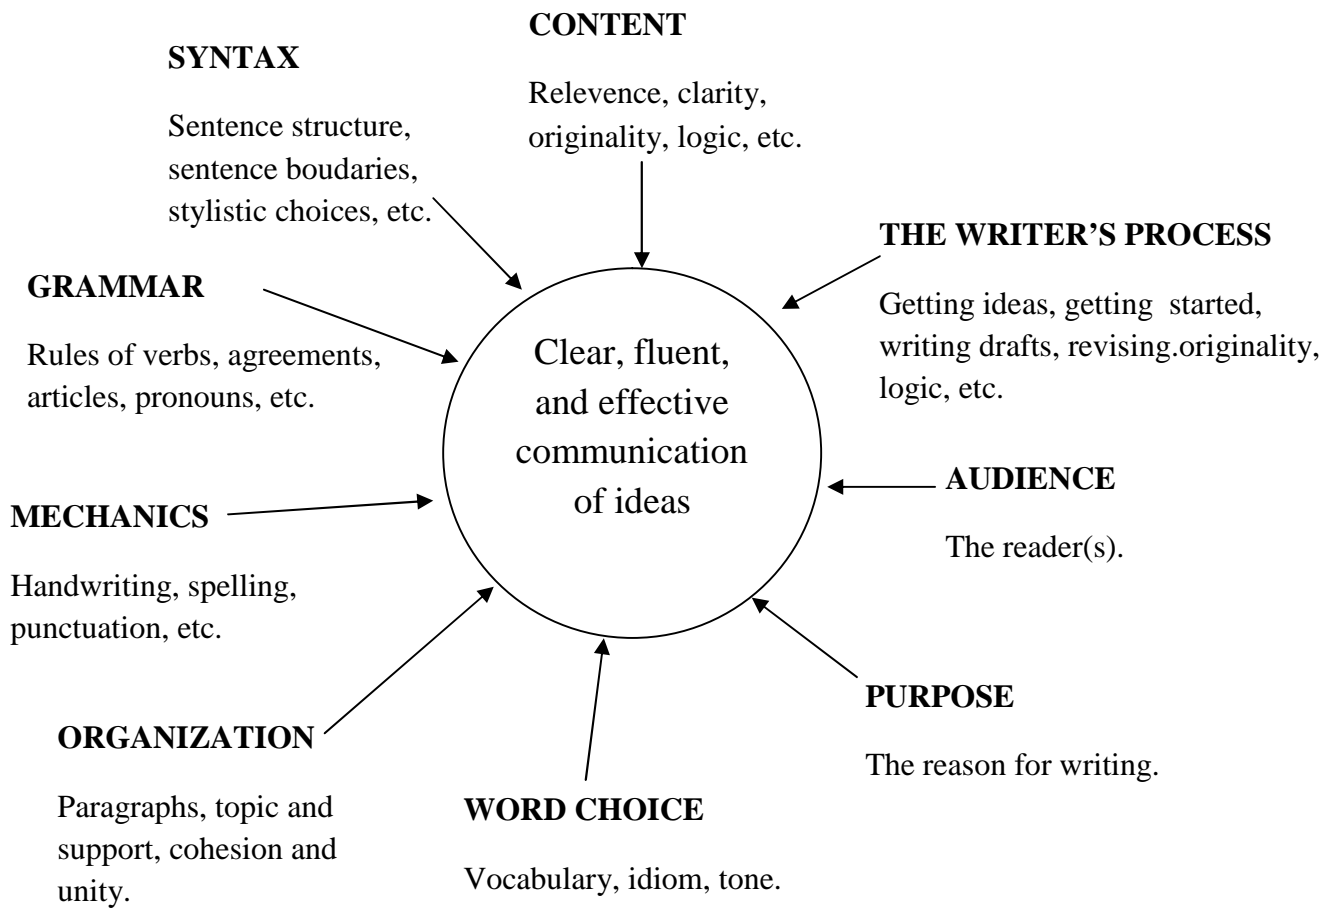 CONTENT
Relevence, clarity,
originality, logic, etc.
SYNTAX
Sentence structure,
sentence boudaries,
stylistic choices, etc.
THE WRITER’S PROCESS
Getting ideas, getting started,
writing drafts, revising.originality,
logic, etc.
GRAMMAR
Rules of verbs, agreements,
articles, pronouns, etc.
Clear, fluent,
and effective
communication
of ideas
AUDIENCE
The reader(s).
MECHANICS
Handwriting, spelling,
punctuation, etc.
PURPOSE
The reason for writing.
ORGANIZATION
Paragraphs, topic and
support, cohesion and
unity.
WORD CHOICE
Vocabulary, idiom, tone.